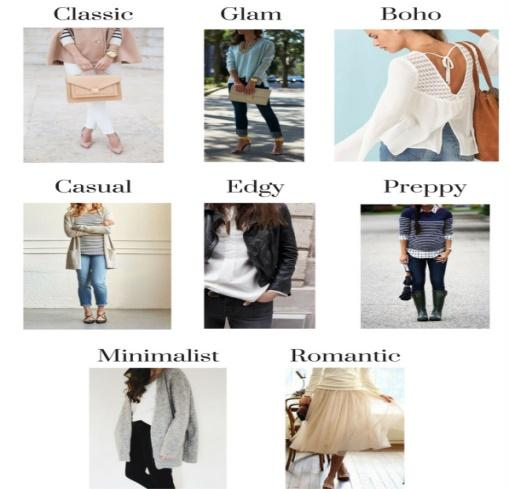 Classic Glam Boho
Casual Edgy Preppy
Minimalist Romantic